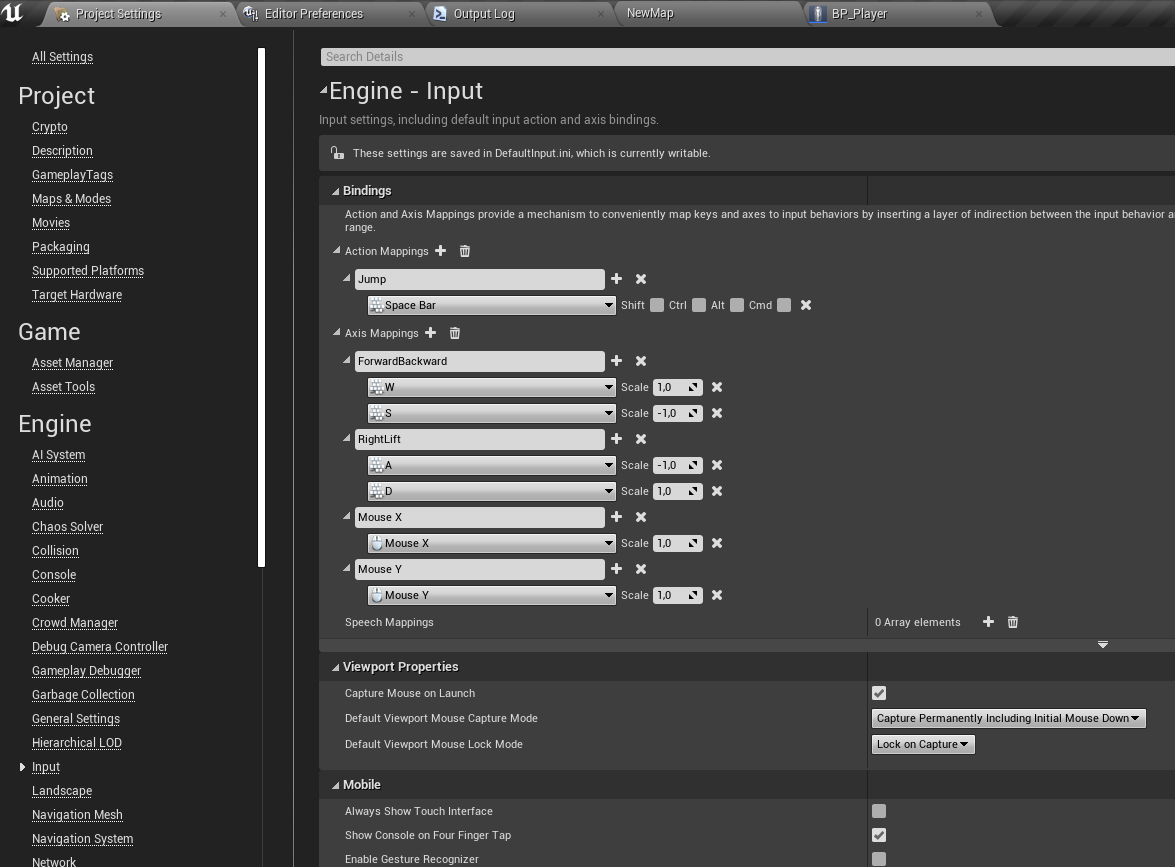 Project Settings
Editor Preferences
Output Log
NewMap
BP_Player
All Settings
Project
Crypto
Description
GameplayTags
Maps & Modes
Movies
Packaging
Supported Platforms
Target Hardware
Game
Asset Manager
Asset Tools
Engine
AI System
Animation
Audio
Chaos Solver
Collision
Console
Cooker
Crowd Manager
Debug Camera Controller
Gameplay Debugger
Garbage Collection
General Settings
Hierarchical LOD
Input
Landscape
Navigation Mesh
Navigation System
Network
Search Details
Engine - Input
Input settings, including default input action and axis bindings.
These settings are saved in DefaultInput.ini, which is currently writable.
Bindings
Action and Axis Mappings provide a mechanism to conveniently map keys and axes to input behaviors by inserting a layer of indirection between the input behavior a
range.
Action Mappings
Jump
Space Bar Shift Ctrl Alt Cmd
Axis Mappings
ForwardBackward
W Scale 1,0
S Scale -1,0
RightLift
A Scale -1,0
D Scale 1,0
Mouse X
Mouse X Scale 1,0
Mouse Y
Mouse Y Scale 1,0
Speech Mappings 0 Array elements
Viewport Properties
Capture Mouse on Launch
Default Viewport Mouse Capture Mode Capture Permanently Including Initial Mouse Down
Default Viewport Mouse Lock Mode Lock on Capture
Mobile
Always Show Touch Interface
Show Console on Four Finger Tap
Enable Gesture Recognizer